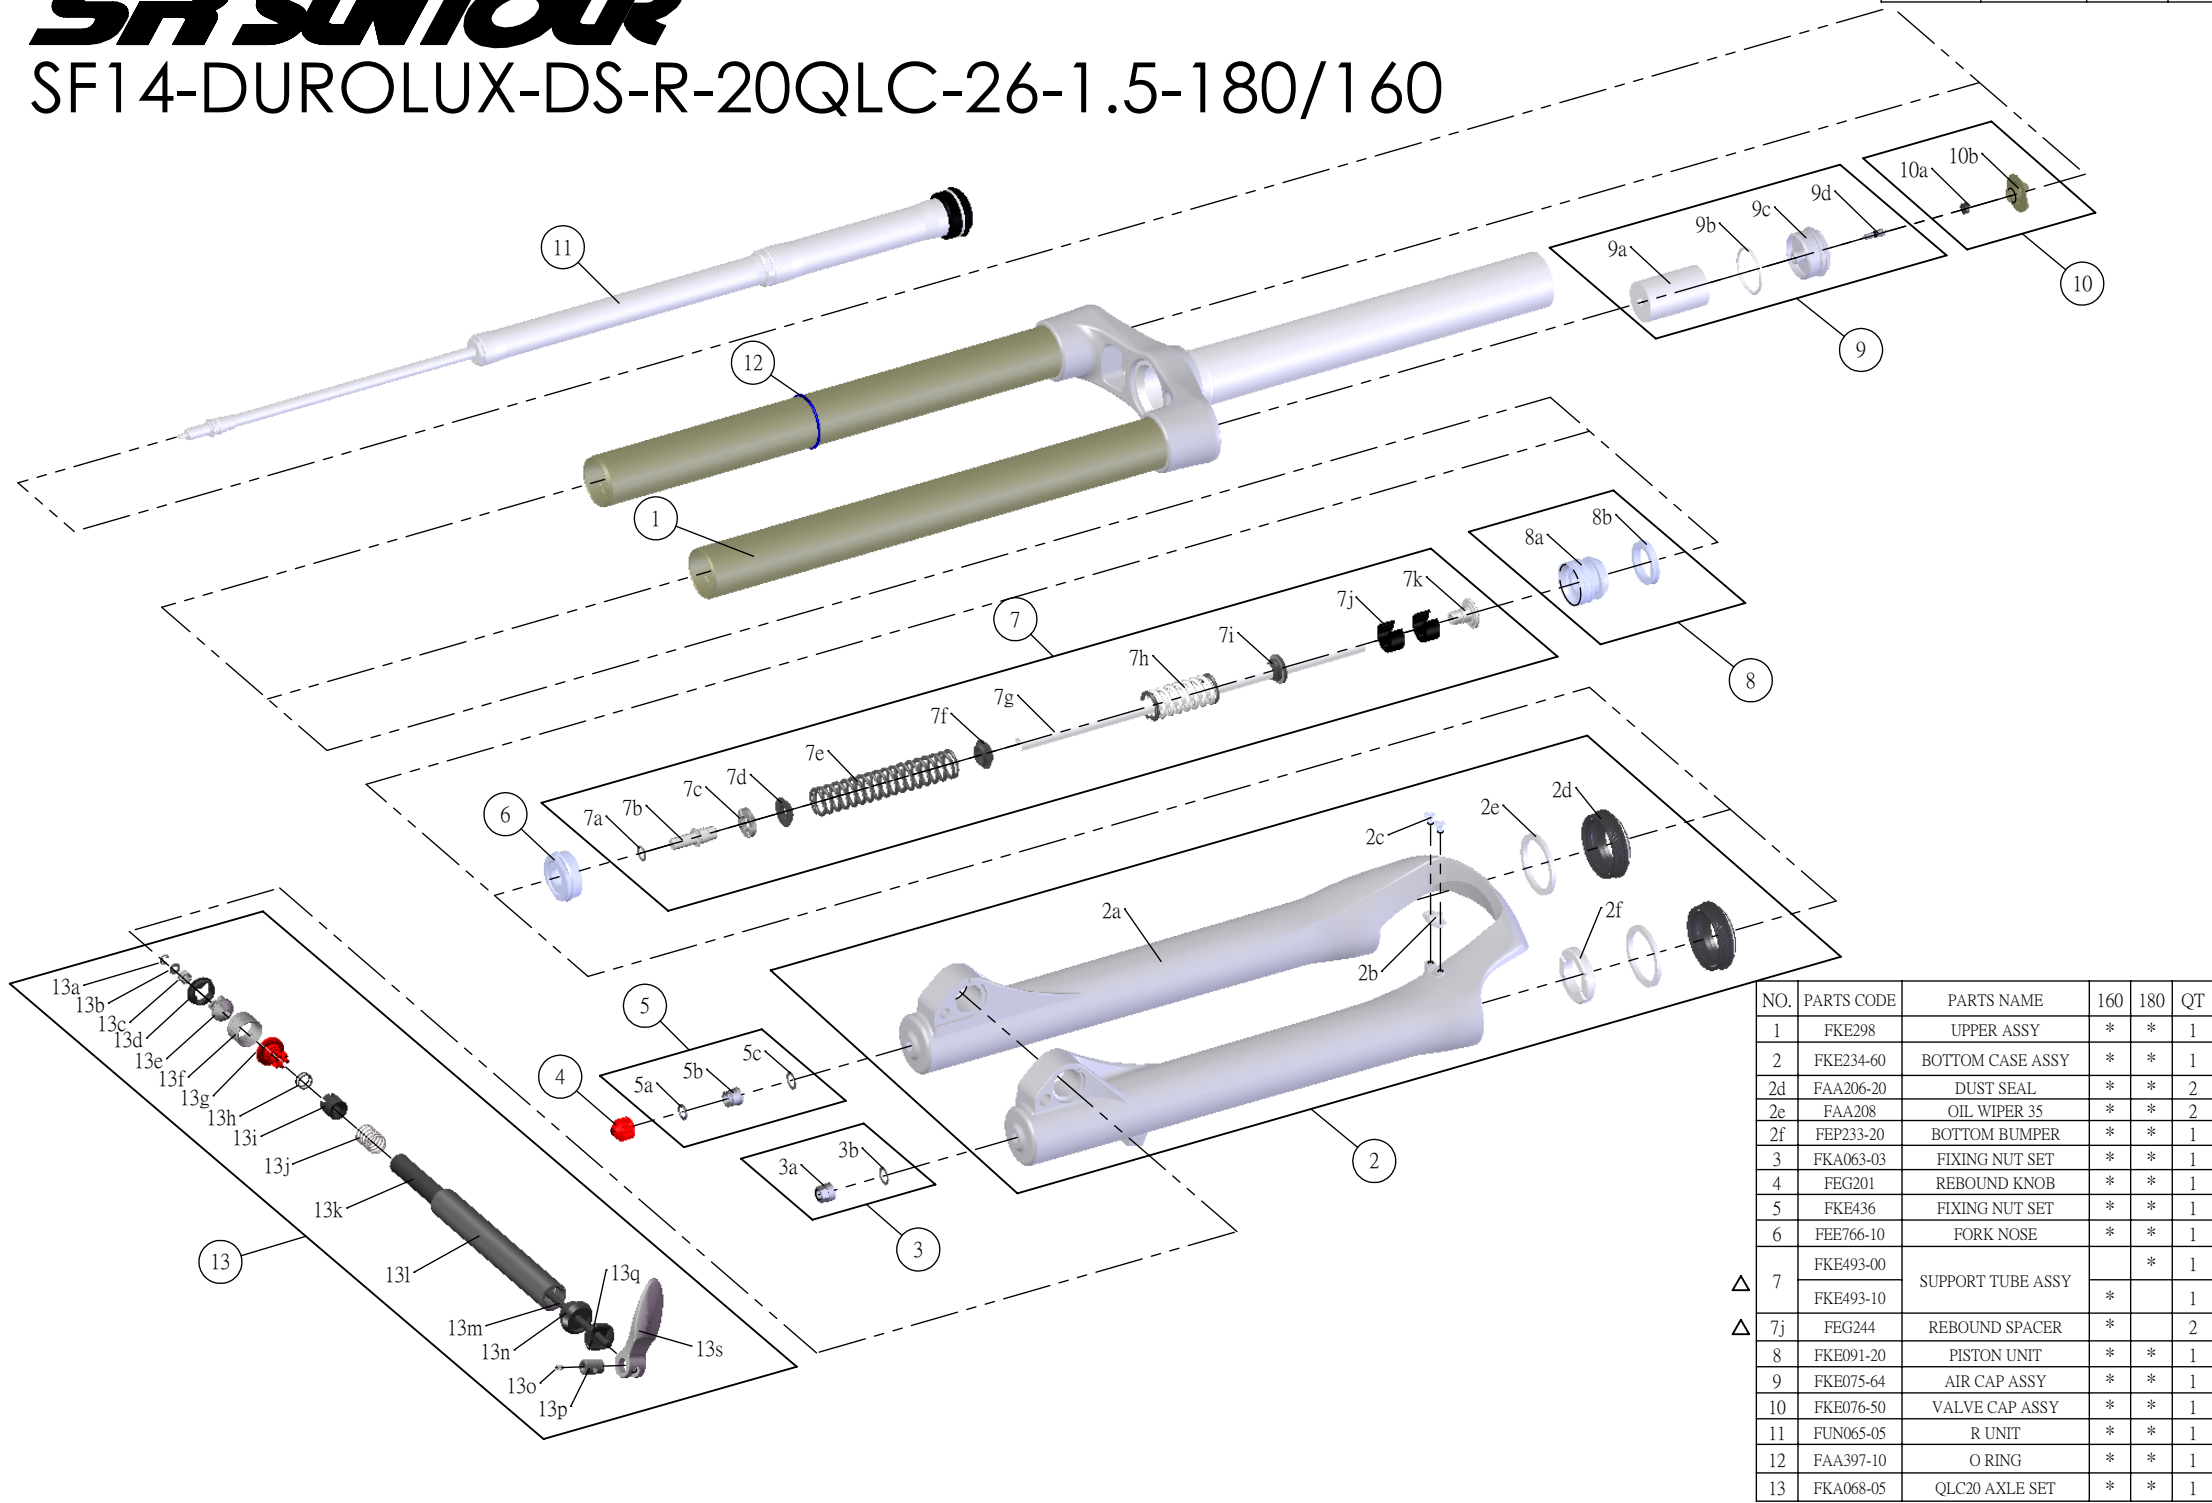 SR SUNTOUR
SF14-DUROLUX-DS-R-20QLC-26-1.5-180/160
11
12
1
9a
9b
9c
9d
9
10a
10b
10
8a
8b
8
7
7a
7b
7c
7d
7e
7f
7g
7h
7i
7j
7k
6
2a
2b
2c
2d
2e
2f
2
5
5a
5b
5c
4
3a
3b
3
13a
13b
13c
13d
13e
13f
13g
13h
13i
13j
13k
13l
13m
13n
13o
13p
13q
13s
13
NO. PARTS CODE PARTS NAME 160 180 QT
1 FKE298 UPPER ASSY * * 1
2 FKE234-60 BOTTOM CASE ASSY * * 1
2d FAA206-20 DUST SEAL * * 2
2e FAA208 OIL WIPER 35 * * 2
2f FEP233-20 BOTTOM BUMPER * * 1
3 FKA063-03 FIXING NUT SET * * 1
4 FEG201 REBOUND KNOB * * 1
5 FKE436 FIXING NUT SET * * 1
6 FEE766-10 FORK NOSE * * 1
△ 7 FKE493-00 SUPPORT TUBE ASSY * 1
FKE493-10 * 1
△ 7j FEG244 REBOUND SPACER * 2
8 FKE091-20 PISTON UNIT * * 1
9 FKE075-64 AIR CAP ASSY * * 1
10 FKE076-50 VALVE CAP ASSY * * 1
11 FUN065-05 R UNIT * * 1
12 FAA397-10 O RING * * 1
13 FKA068-05 QLC20 AXLE SET * * 1